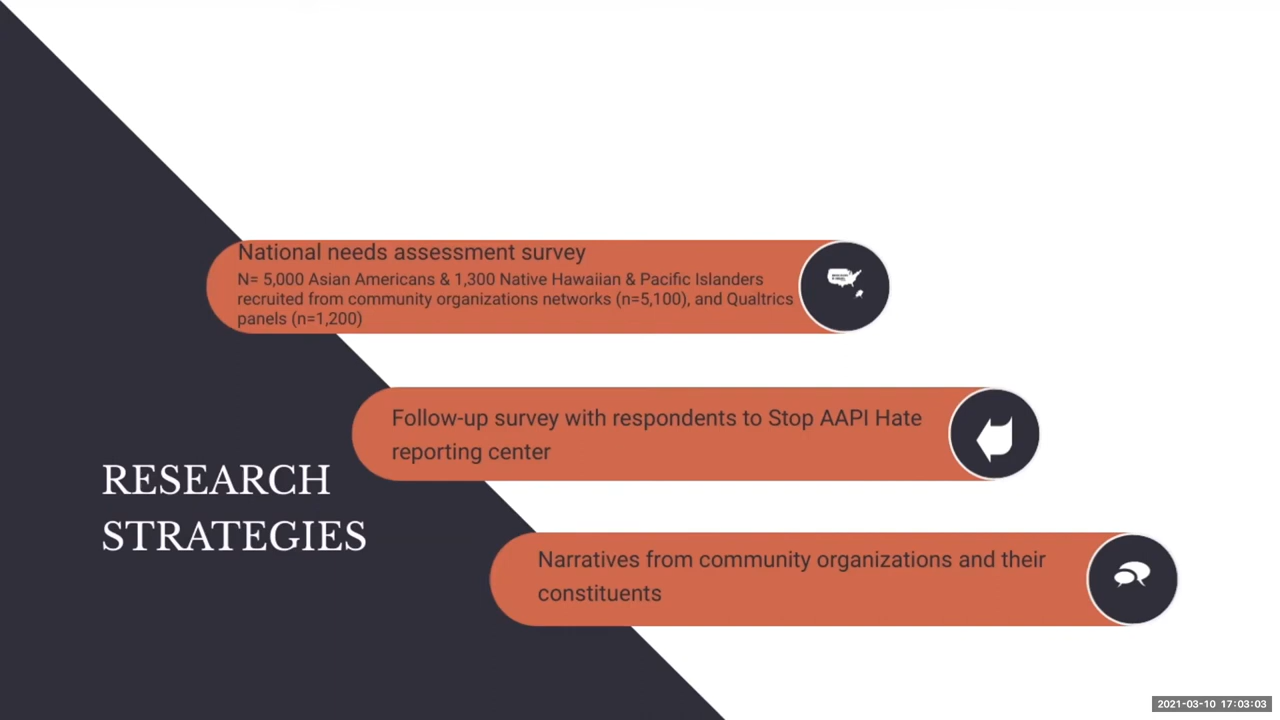 National needs assessment survey
N= 5,000 Asian Americans & 1,300 Native Hawaiian & Pacific Islanders
recruited from community organizations networks (n=5,100), and Qualtrics
panels (n=1,200)
Follow-up survey with respondents to Stop AAPI Hate
reporting center
RESEARCH
STRATEGIES
Narratives from community organizations and their
constituents
2021-03-10 17:03:03